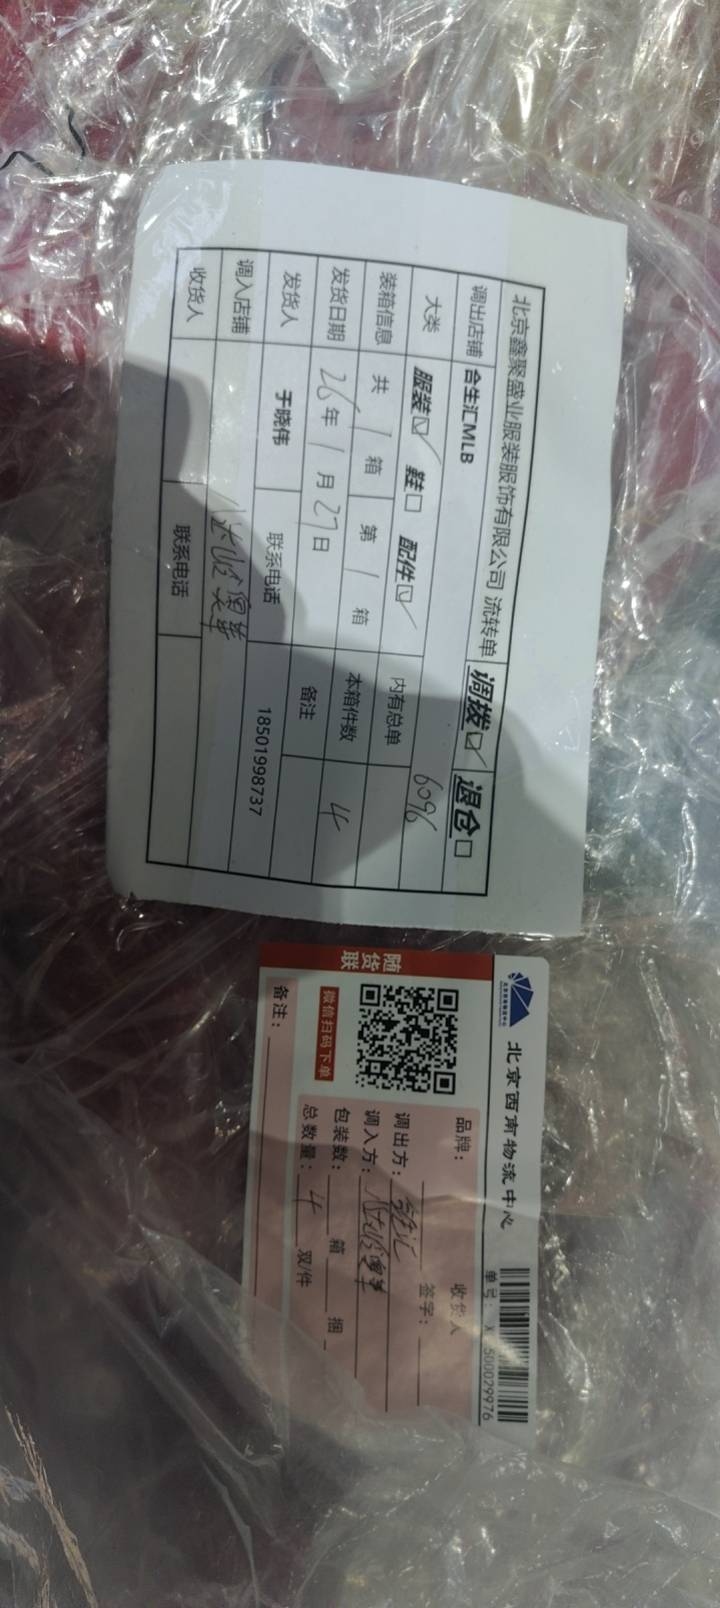 北京鑫聚盛业服装服饰有限公司 流转单 调拨☑ 退仓□
调出店铺 合生汇MLB
大类 服装☑ 鞋□ 配件☑ 6096
装箱信息 共 1 箱 第 1 箱 内有总单
发货日期 26年 1月 27日 本箱件数 4
发货人 于晓伟 联系电话 备注
18501998737
调入店铺
收货人 联系电话
北京西南物流中心
单号: X 500029976
随货联
微信扫码下单
品牌: 收货人
签字:
调出方: 合生汇
调入方:
包装数: 箱 捆
总数量: 4 双/件
备注: